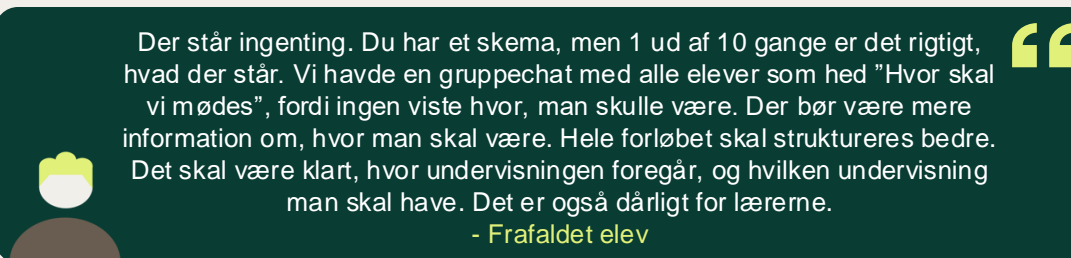 Der står ingenting. Du har et skema, men 1 ud af 10 gange er det rigtigt,
hvad der står. Vi havde en gruppechat med alle elever som hed ”Hvor skal
vi mødes”, fordi ingen viste hvor, man skulle være. Der bør være mere
information om, hvor man skal være. Hele forløbet skal struktureres bedre.
Det skal være klart, hvor undervisningen foregår, og hvilken undervisning
man skal have. Det er også dårligt for lærerne.
- Frafaldet elev